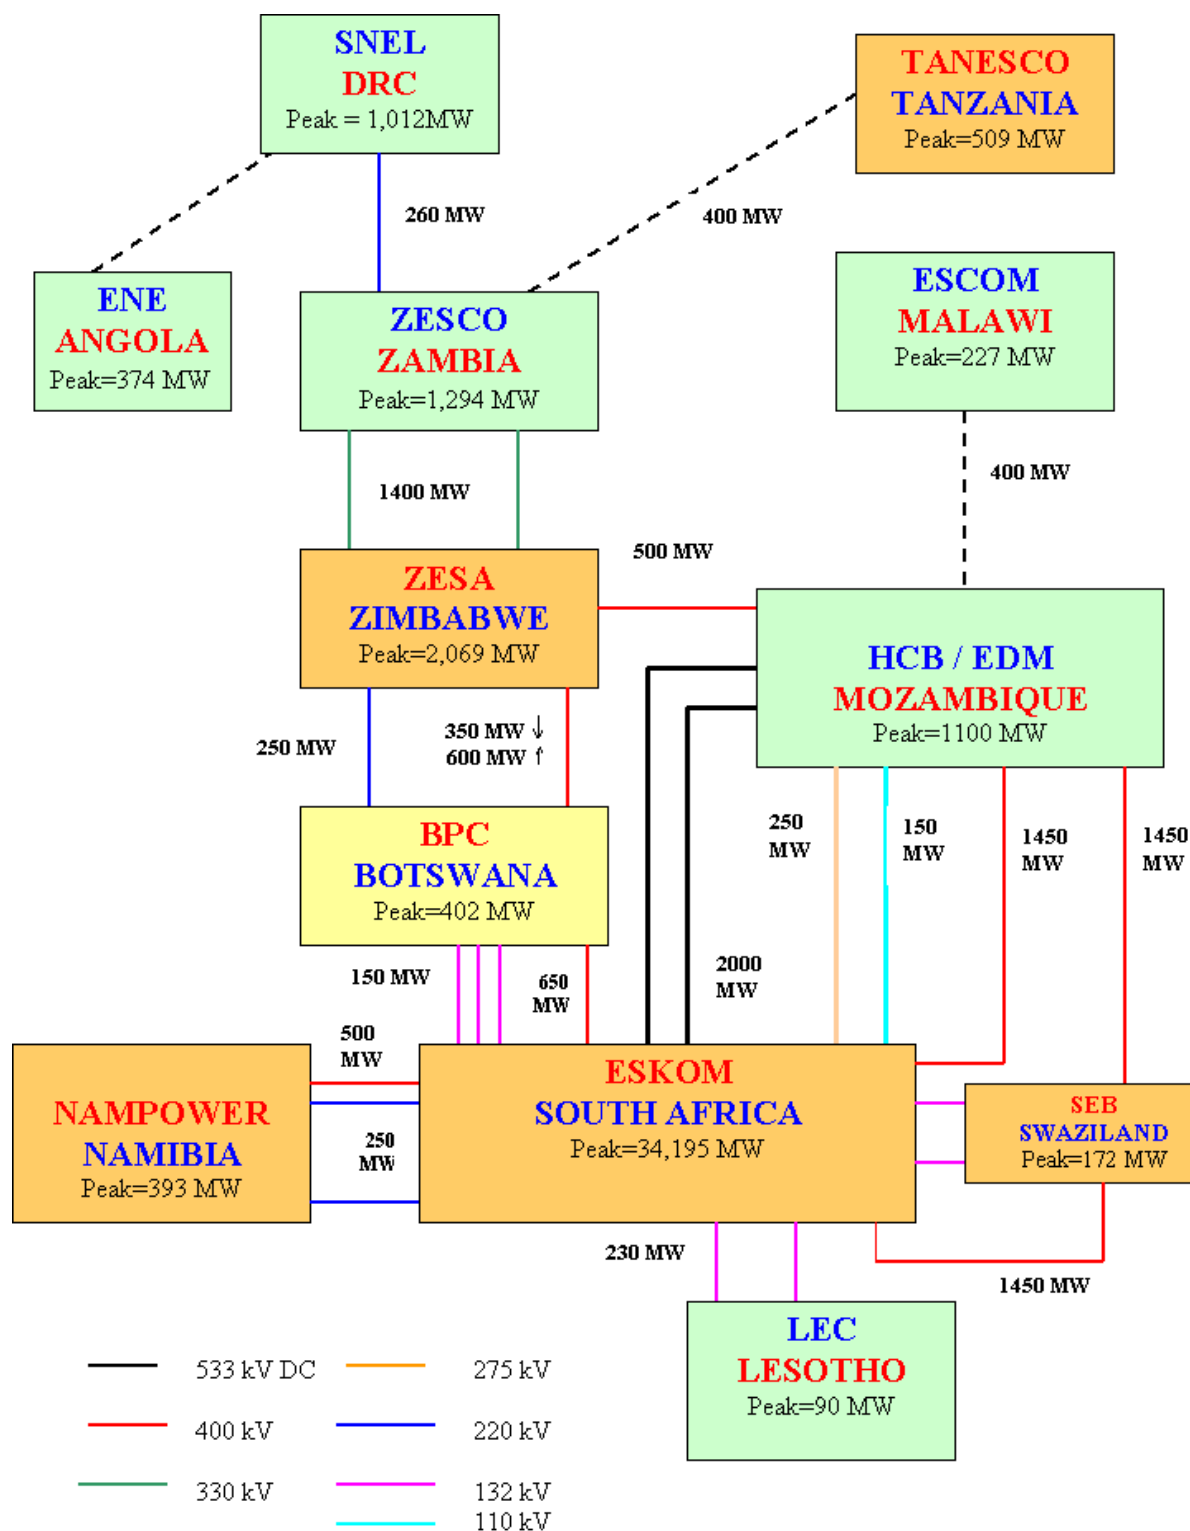 SNEL
DRC
Peak = 1,012MW
TANESCO
TANZANIA
Peak=509 MW
260 MW
400 MW
ENE
ANGOLA
Peak=374 MW
ZESCO
ZAMBIA
Peak=1,294 MW
ESCOM
MALAWI
Peak=227 MW
1400 MW
400 MW
500 MW
ZESA
ZIMBABWE
Peak=2,069 MW
HCB / EDM
MOZAMBIQUE
Peak=1100 MW
250 MW
350 MW ↓
600 MW ↑
BPC
BOTSWANA
Peak=402 MW
250
MW
150
MW
1450
MW
1450
MW
150 MW
650
MW
2000
MW
500
MW
NAMPOWER
NAMIBIA
Peak=393 MW
250
MW
ESKOM
SOUTH AFRICA
Peak=34,195 MW
SEB
SWAZILAND
Peak=172 MW
230 MW
1450 MW
LEC
LESOTHO
Peak=90 MW
533 kV DC
275 kV
400 kV
220 kV
330 kV
132 kV
110 kV